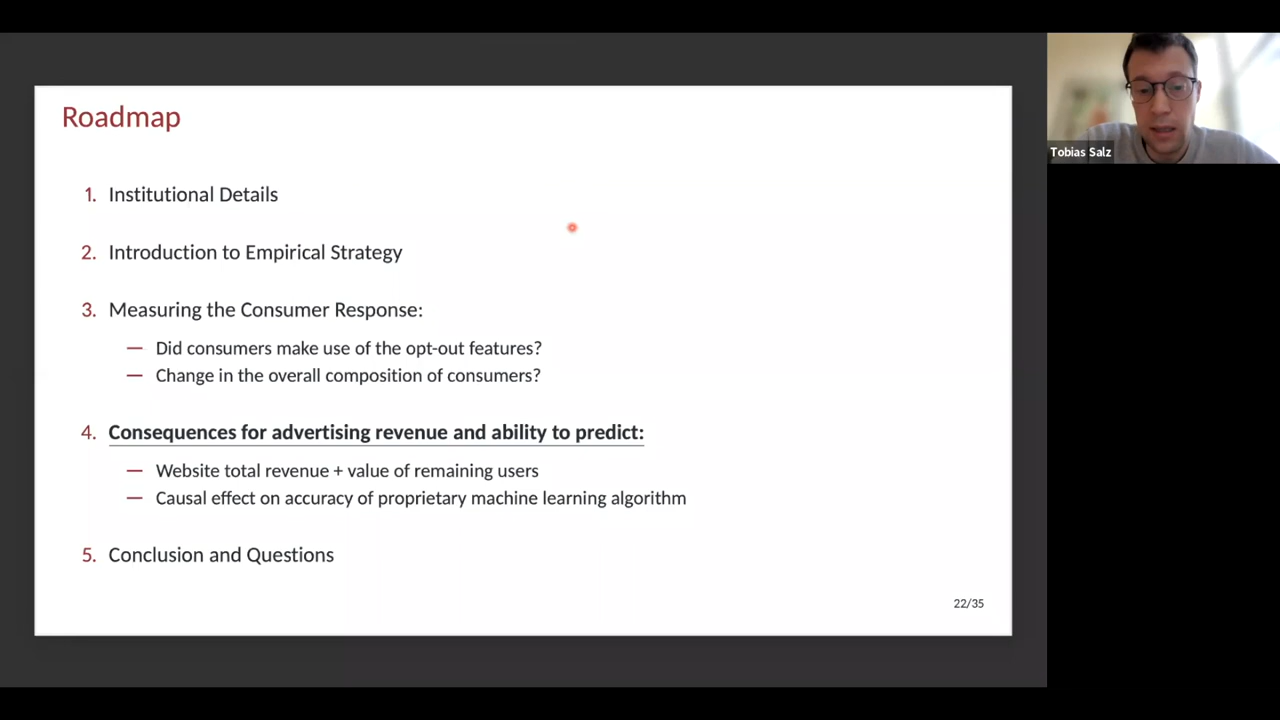 Roadmap
1. Institutional Details
2. Introduction to Empirical Strategy
3. Measuring the Consumer Response:
— Did consumers make use of the opt-out features?
— Change in the overall composition of consumers?
4. Consequences for advertising revenue and ability to predict:
— Website total revenue + value of remaining users
— Causal effect on accuracy of proprietary machine learning algorithm
5. Conclusion and Questions
22/35
Tobias Salz